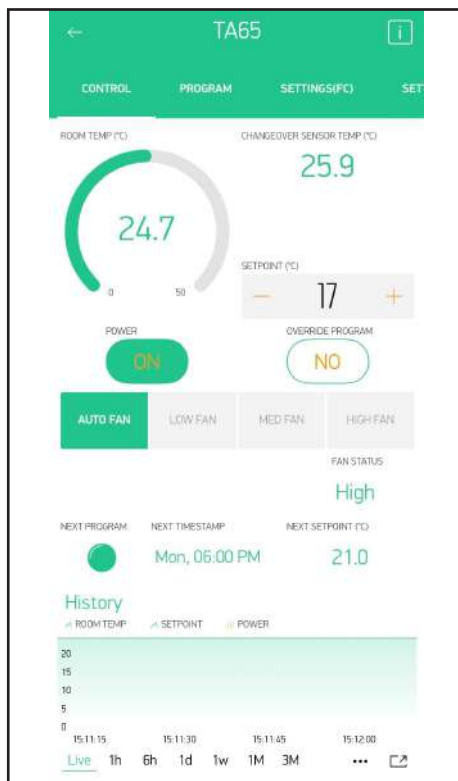 ← TA65 i
CONTROL PROGRAM SETTINGS(FC) SET
ROOM TEMP (°C) CHANGEOVER SENSOR TEMP (°C)
25.9
24.7
SETPOINT (°C)
0 50
− 17 +
POWER OVERRIDE PROGRAM
ON NO
AUTO FAN LOW FAN MED FAN HIGH FAN
FAN STATUS
High
NEXT PROGRAM NEXT TIMESTAMP NEXT SETPOINT (°C)
Mon, 06:00 PM 21.0
History
ROOM TEMP SETPOINT POWER
20
15
10
5
0
15:11:15 15:11:30 15:11:45 15:12:00
Live 1h 6h 1d 1w 1M 3M ...